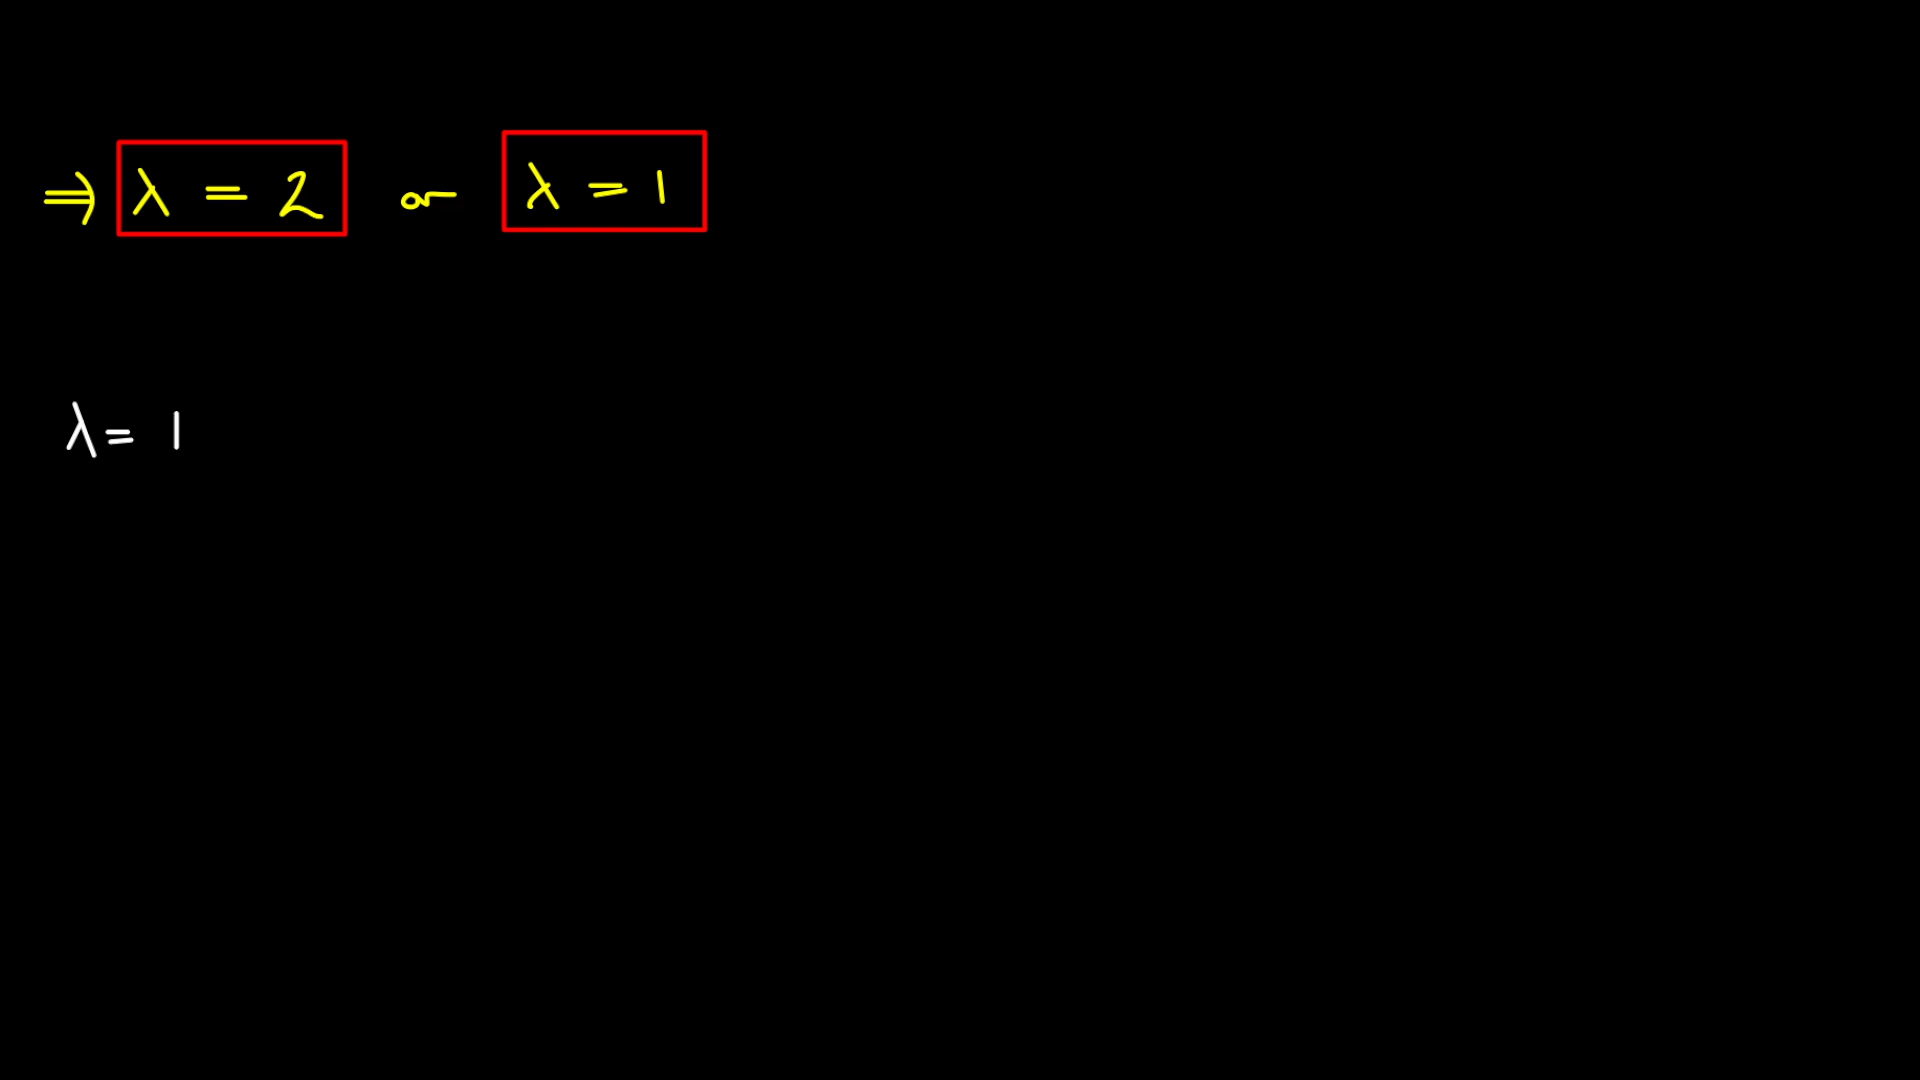 ⇒ λ = 2 or λ = 1
λ = 1